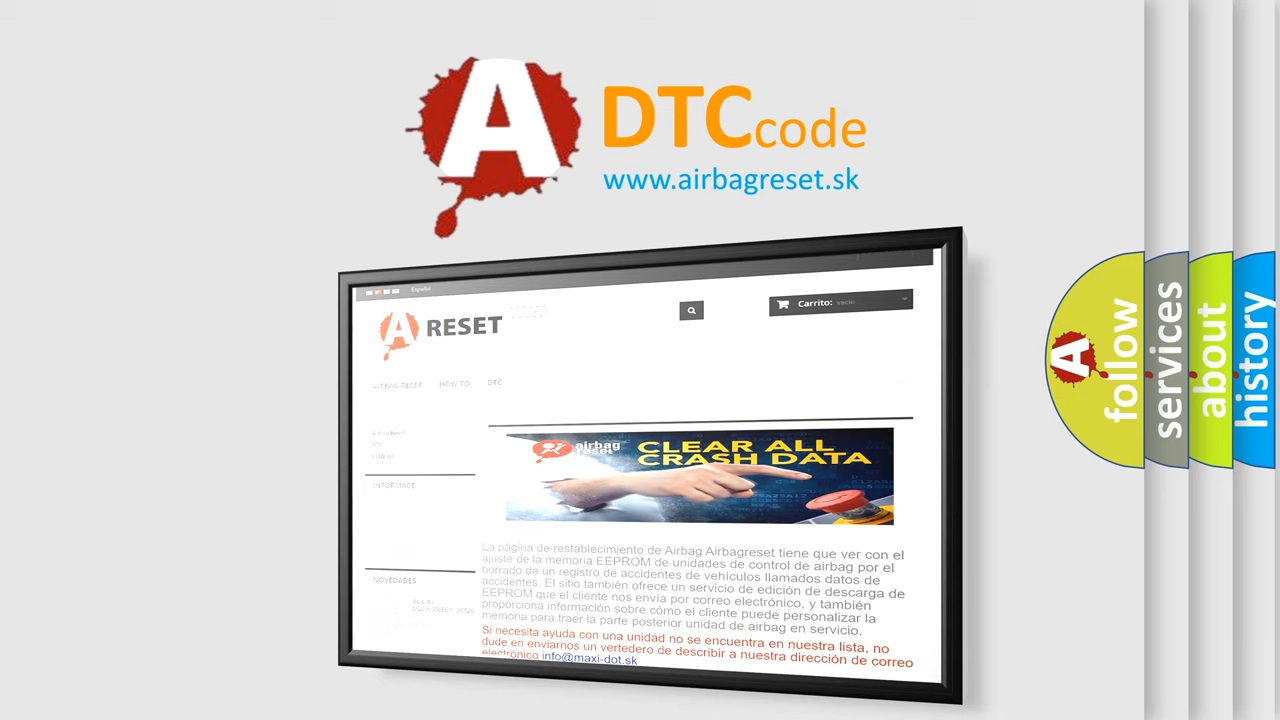 A DTCcode
www.airbagreset.sk
Español
A RESET
Carrito: vacío
AIRBAG RESET HOW TO DTC
INFORMACE
airbag
reset
CLEAR ALL
CRASH DATA
La página de restablecimiento de Airbag Airbagreset tiene que ver con el
ajuste de la memoria EEPROM de unidades de control de airbag por el
borrado de un registro de accidentes de vehículos llamados datos de
accidentes. El sitio también ofrece un servicio de edición de descarga de
EEPROM que el cliente nos envía por correo electrónico, y también
proporciona información sobre cómo el cliente puede personalizar la
memoria para traer la parte posterior unidad de airbag en servicio.
Si necesita ayuda con una unidad no se encuentra en nuestra lista, no
dude en enviarnos un vertedero de describir a nuestra dirección de correo
electrónico info@maxi-dot.sk
NOVEDADES
A follow
services
about
history